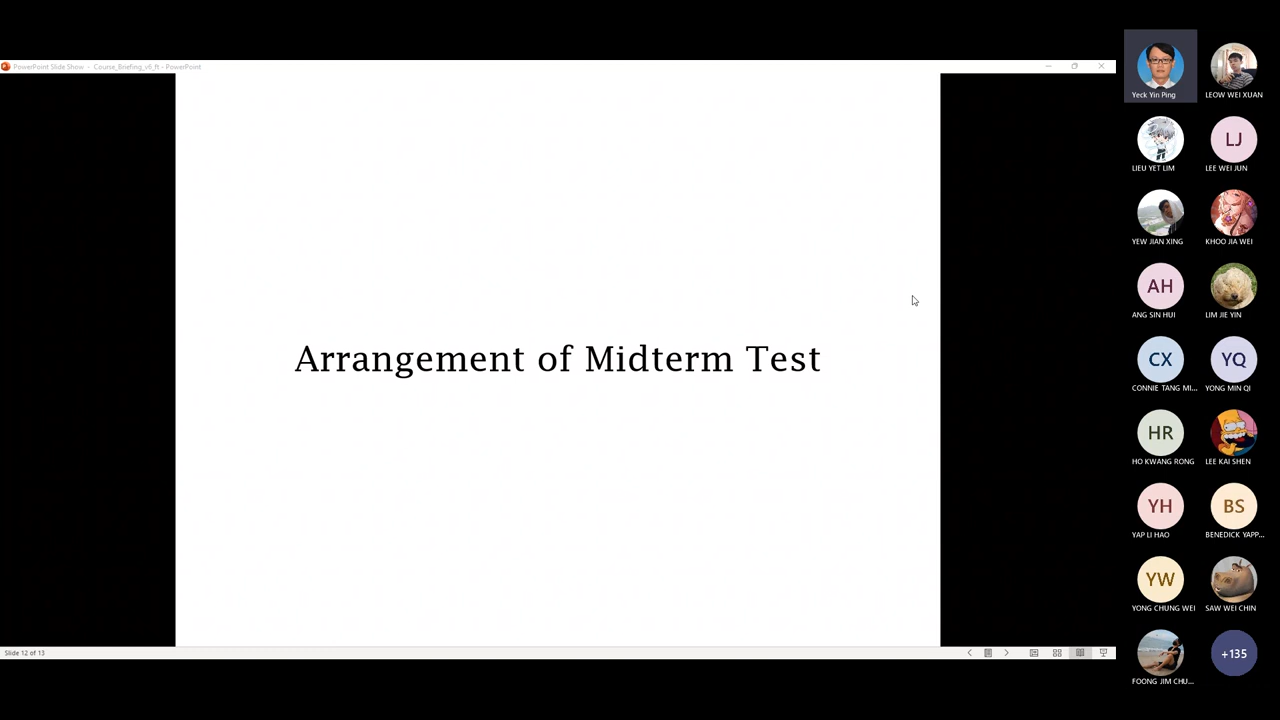 PowerPoint Slide Show - Course_Briefing_v6_ft - PowerPoint
Arrangement of Midterm Test
Slide 12 of 13
Yeck Yin Ping
LEOW WEI XUAN
LIEU YET LIM
LJ
LEE WEI JUN
YEW JIAN XING
KHOO JIA WEI
AH
ANG SIN HUI
LIM JIE YIN
CX
CONNIE TANG MI...
YQ
YONG MIN QI
HR
HO KWANG RONG
LEE KAI SHEN
YH
YAP LI HAO
BS
BENEDICK YAPP...
YW
YONG CHUNG WEI
SAW WEI CHIN
FOONG JIM CHU...
+135